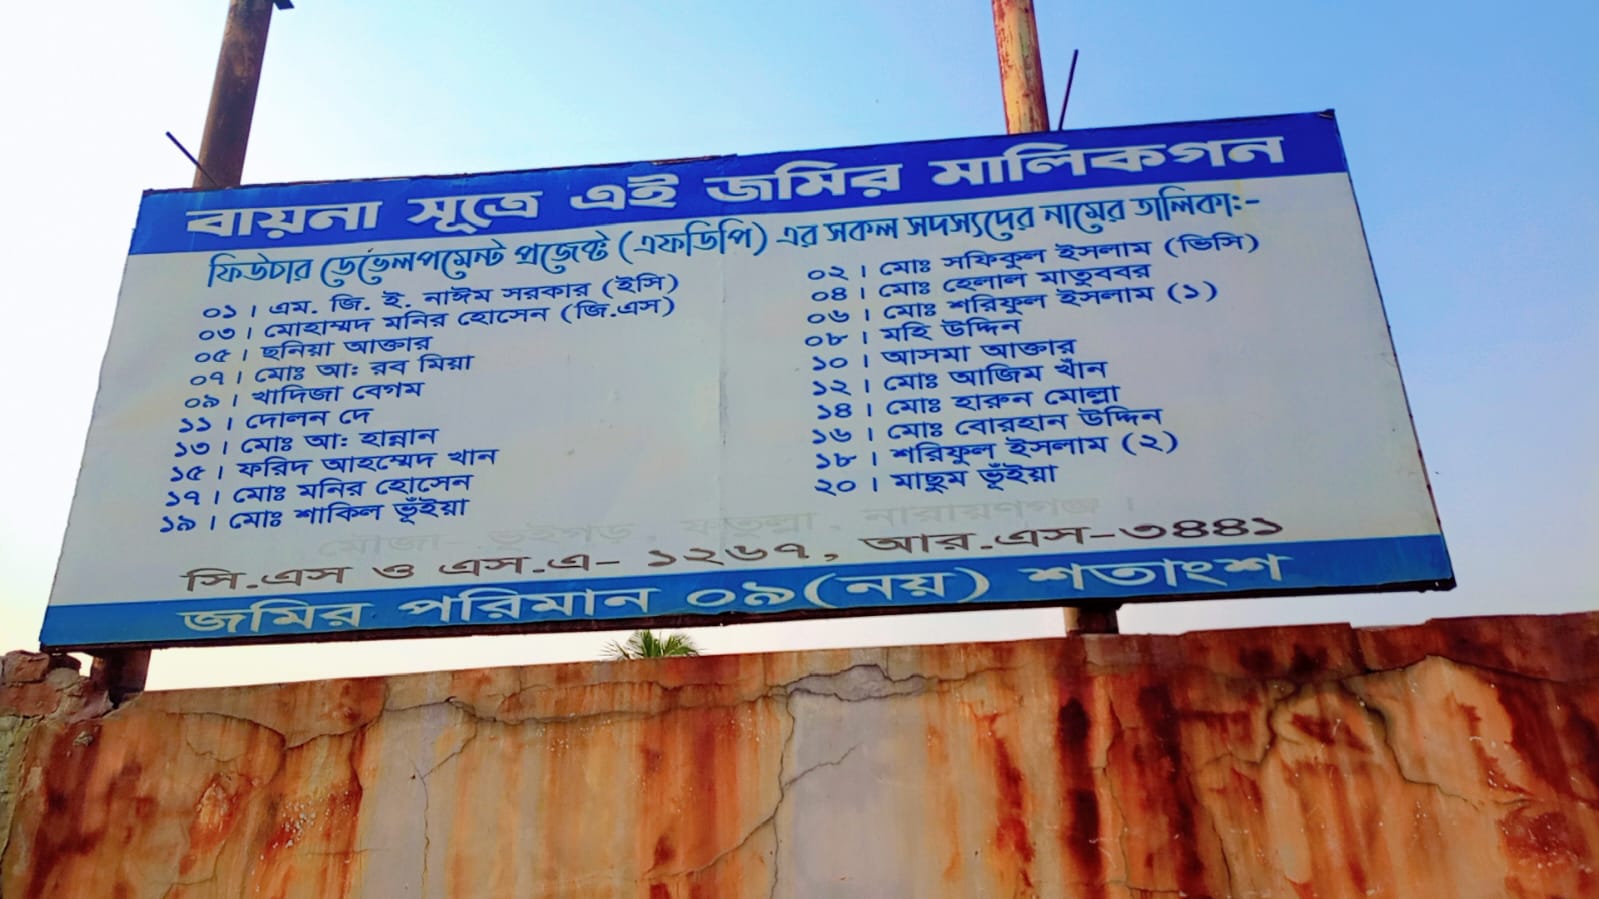 বায়না সূত্রে এই জমির মালিকগন
ফিউচার ডেভেলপমেন্ট প্রজেক্ট (এফডিপি) এর সকল সদস্যদের নামের তালিকা:-
০১। এম. জি. ই. নাঈম সরকার (ইসি)
০২। মোঃ সফিকুল ইসলাম (ভিসি)
০৩। মোহাম্মদ মনির হোসেন (জি.এস)
০৪। মোঃ হেলাল মাতুববর
০৫। ছনিয়া আক্তার
০৬। মোঃ শরিফুল ইসলাম (১)
০৭। মোঃ আঃ রব মিয়া
০৮। মহি উদ্দিন
০৯। খাদিজা বেগম
১০। আসমা আক্তার
১১। দোলন দে
১২। মোঃ আজিম খাঁন
১৩। মোঃ আঃ হান্নান
১৪। মোঃ হারুন মোল্লা
১৫। ফরিদ আহম্মেদ খান
১৬। মোঃ বোরহান উদ্দিন
১৭। মোঃ মনির হোসেন
১৮। শরিফুল ইসলাম (২)
১৯। মোঃ শাকিল ভূঁইয়া
২০। মাছুম ভূঁইয়া
মৌজা- ভুইগড়, ফতুল্লা, নারায়ণগঞ্জ।
সি.এস ও এস.এ- ১২৬৭, আর.এস-৩৪৪১
জমির পরিমান ০৯(নয়) শতাংশ